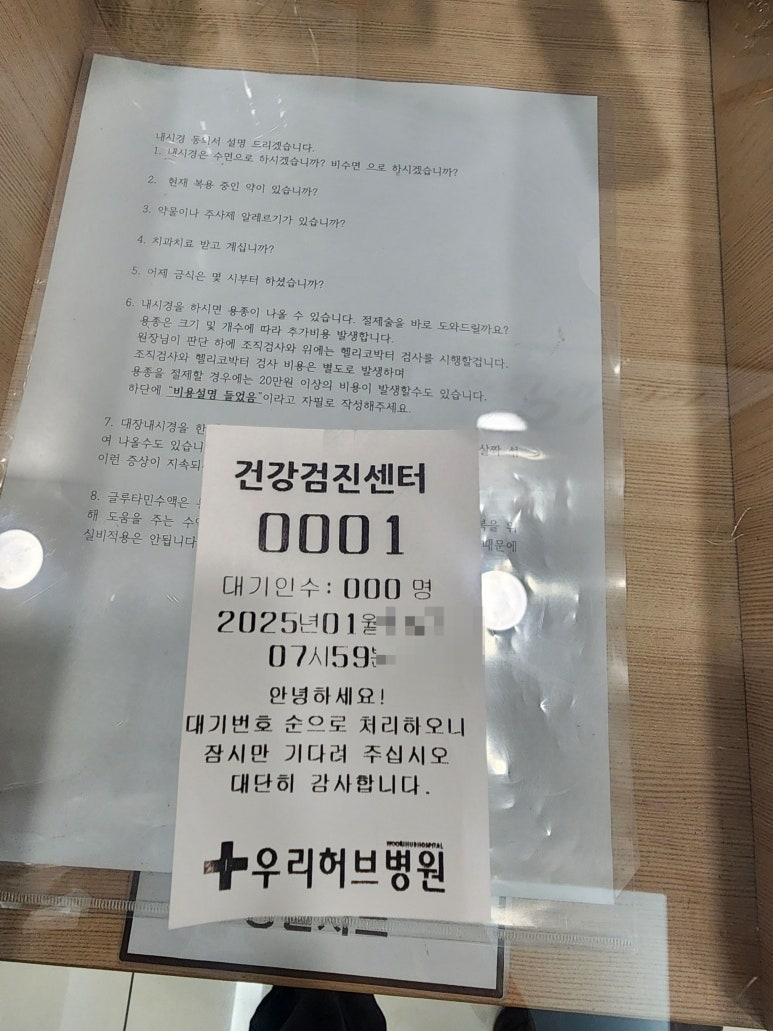 내시경 동의서 설명 드리겠습니다.
1. 내시경은 수면으로 하시겠습니까? 비수면 으로 하시겠습니까?
2. 현재 복용 중인 약이 있습니까?
3. 약물이나 주사제 알레르기가 있습니까?
4. 치과치료 받고 계십니까?
5. 어제 금식은 몇 시부터 하셨습니까?
6. 내시경을 하시면 용종이 나올 수 있습니다. 절제술을 바로 도와드릴까요?
용종은 크기 및 개수에 따라 추가비용 발생합니다.
원장님이 판단 하에 조직검사와 위에는 헬리코박터 검사를 시행할겁니다.
조직검사와 헬리코박터 검사 비용은 별도로 발생하며
용종을 절제할 경우에는 20만원 이상의 비용이 발생할수도 있습니다.
하단에 "비용설명 들었음"이라고 자필로 작성해주세요.
7. 대장내시경을 한 살짝
여 나올수도 있습니
이런 증상이 지속되
8. 글루타민수액은 위
해 도움을 주는 때문에
실비적용은 안됩니다
건강검진센터
0001
대기인수: 000 명
2025년01월
07시59분
안녕하세요!
대기번호 순으로 처리하오니
잠시만 기다려 주십시오
대단히 감사합니다.
WOORIHUBHOSPITAL
우리허브병원